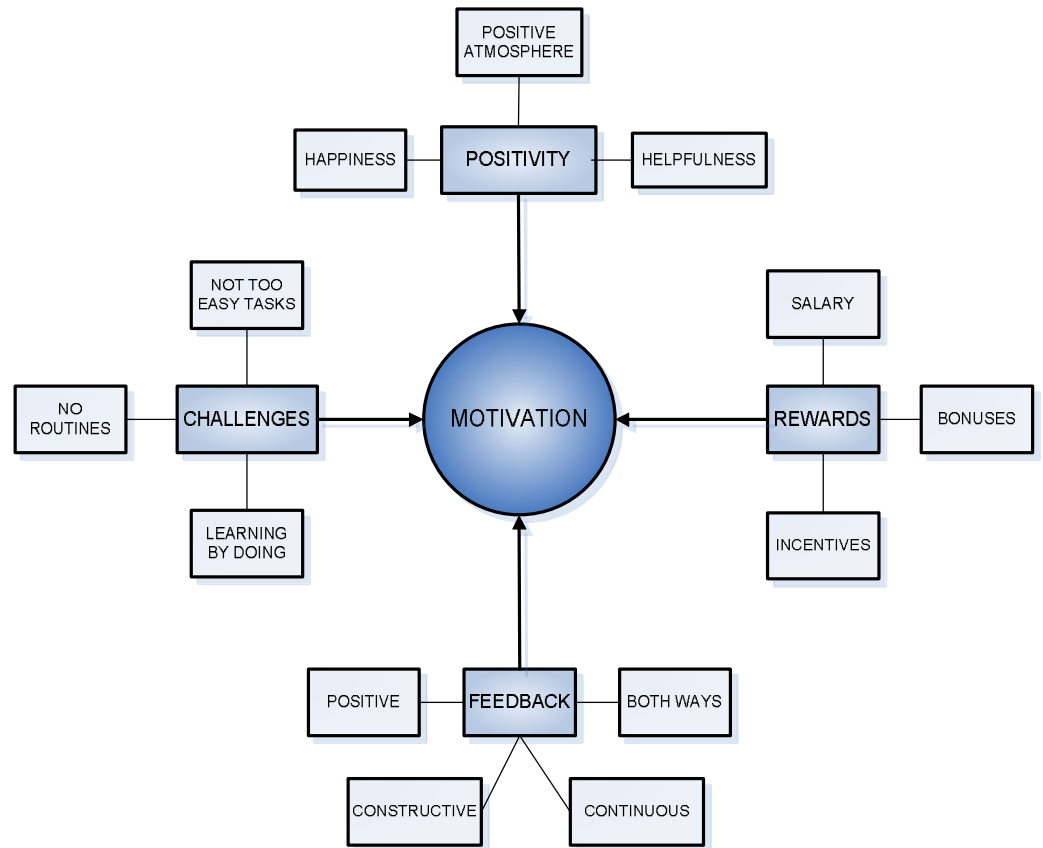 POSITIVE
ATMOSPHERE
HAPPINESS
POSITIVITY
HELPFULNESS
NOT TOO
EASY TASKS
SALARY
NO
ROUTINES
CHALLENGES
MOTIVATION
REWARDS
BONUSES
LEARNING
BY DOING
INCENTIVES
POSITIVE
FEEDBACK
BOTH WAYS
CONSTRUCTIVE
CONTINUOUS